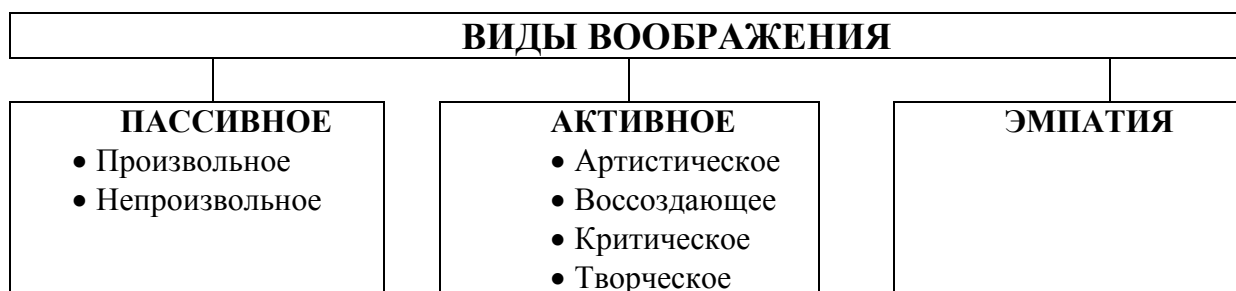 ВИДЫ ВООБРАЖЕНИЯ
ПАССИВНОЕ
• Произвольное
• Непроизвольное
АКТИВНОЕ
• Артистическое
• Воссоздающее
• Критическое
• Творческое
ЭМПАТИЯ